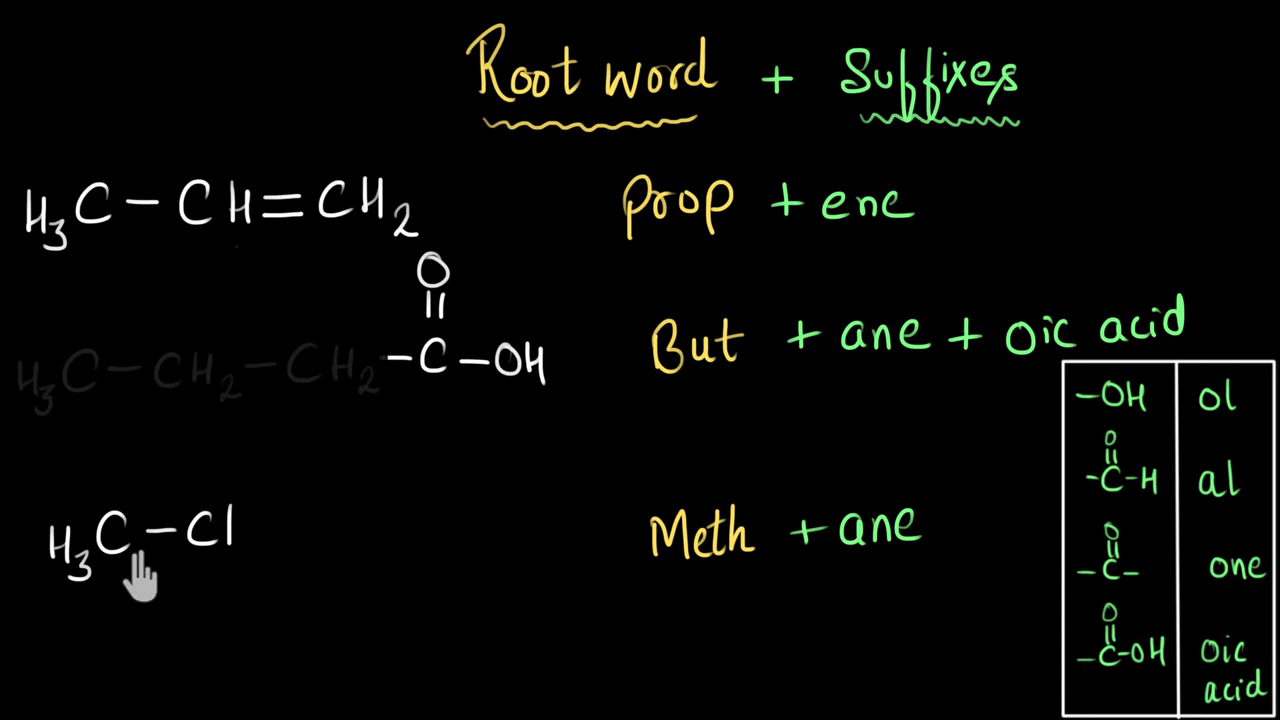 Root word + Suffixes
H₃C – CH = CH₂
Prop + ene
O
||
H₃C – CH₂ – CH₂ – C – OH
But + ane + oic acid
H₃C – Cl
Meth + ane
–OH ol
O
||
–C–H al
O
||
–C– one
O
||
–C–OH oic
acid